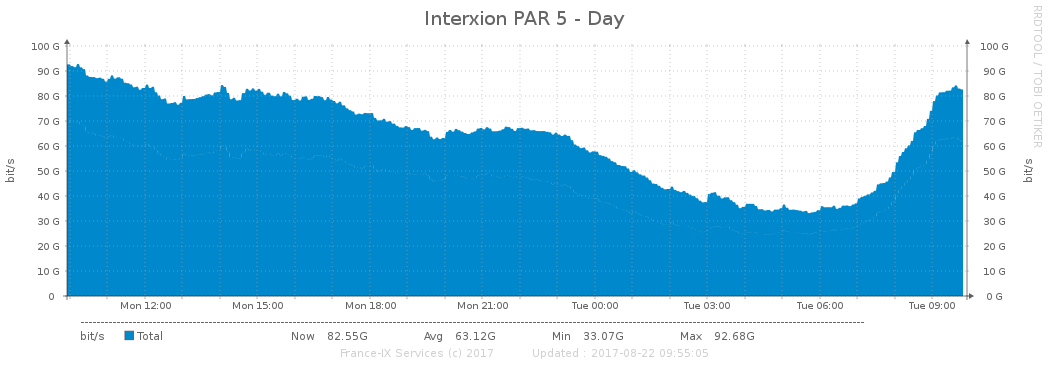 Interxion PAR 5 - Day
RRDTOOL / TOBI OETIKER
bit/s
bit/s
100 G
100 G
90 G
90 G
80 G
80 G
70 G
70 G
60 G
60 G
50 G
50 G
40 G
40 G
30 G
30 G
20 G
20 G
10 G
10 G
0
0 G
Mon 12:00 Mon 15:00 Mon 18:00 Mon 21:00 Tue 00:00 Tue 03:00 Tue 06:00 Tue 09:00
bit/s Total Now 82.55G Avg 63.12G Min 33.07G Max 92.68G
France-IX Services (c) 2017 Updated : 2017-08-22 09:55:05